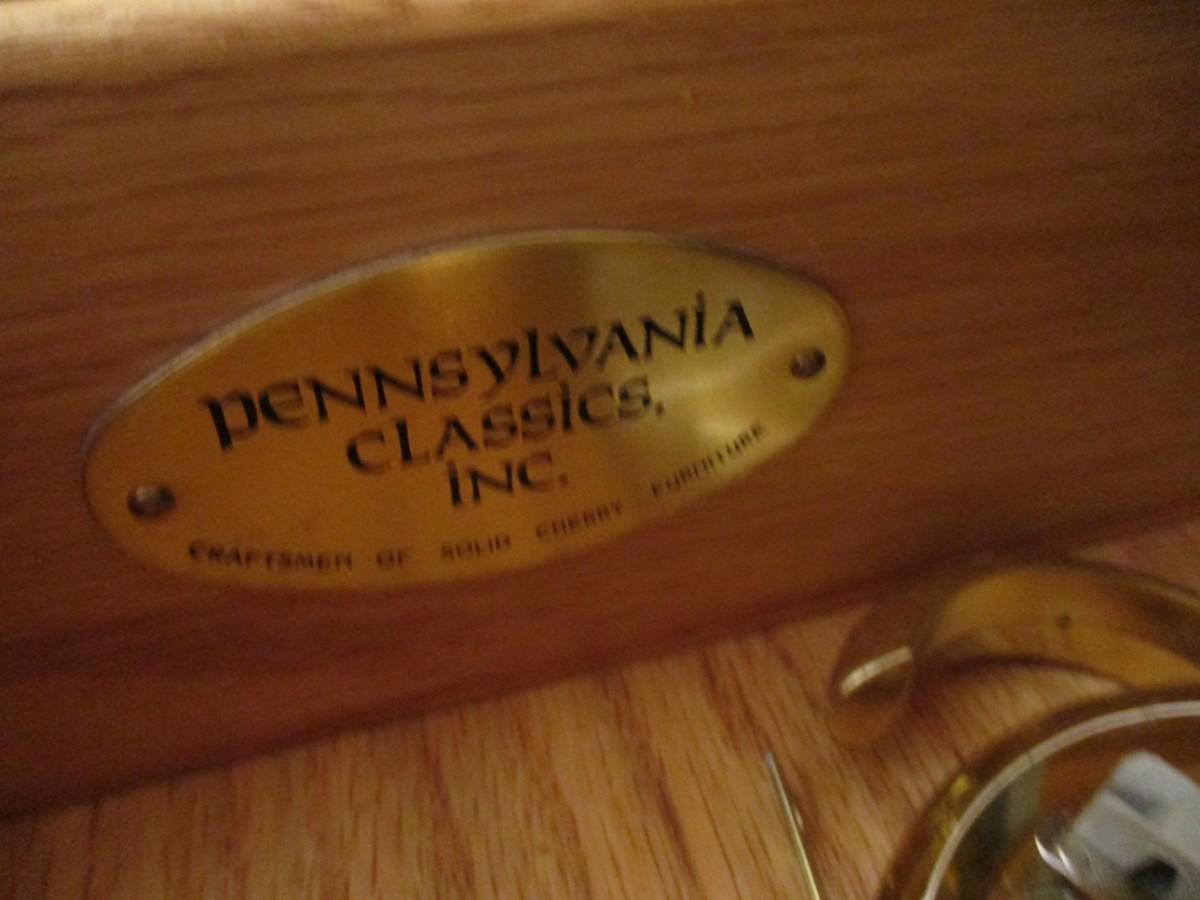 PENNSYLVANIA
CLASSICS,
INC.
CRAFTSMEN OF SOLID CHERRY FURNITURE